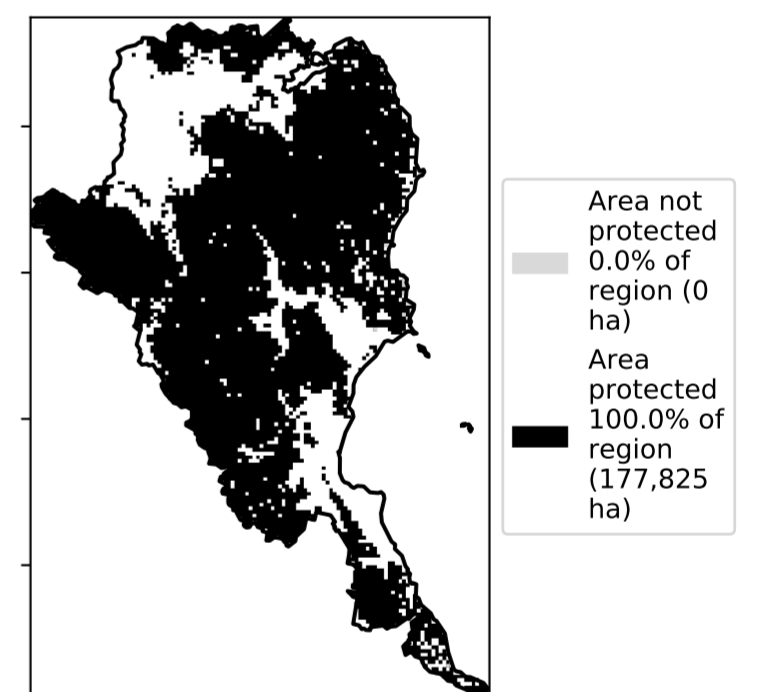 Area not
protected
0.0% of
region (0
ha)
Area
protected
100.0% of
region
(177,825
ha)